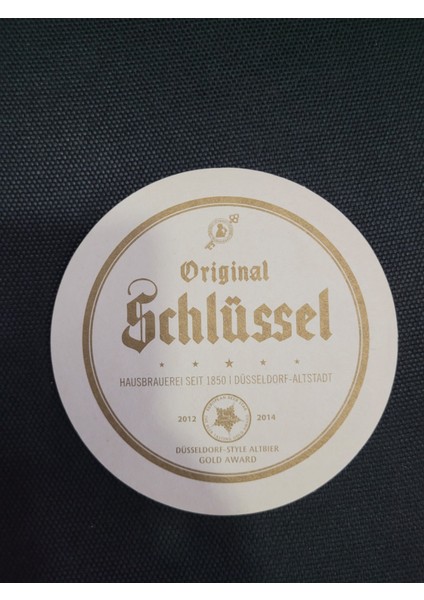 Original
Schlüssel
HAUSBRAUEREI SEIT 1850 | DÜSSELDORF-ALTSTADT
2012 2014
DÜSSELDORF-STYLE ALTBIER
GOLD AWARD